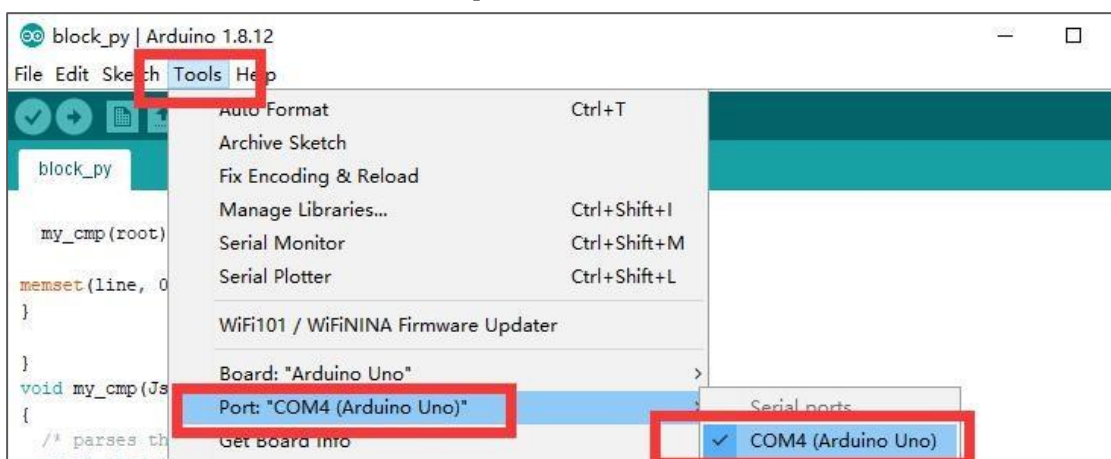 block_py | Arduino 1.8.12
File Edit Sketch Tools Help
Auto Format Ctrl+T
Archive Sketch
block_py
Fix Encoding & Reload
Manage Libraries... Ctrl+Shift+I
my_cmp(root)
Serial Monitor Ctrl+Shift+M
Serial Plotter Ctrl+Shift+L
memset(line, 0
}
WiFi101 / WiFiNINA Firmware Updater
}
Board: "Arduino Uno"
void my_cmp(Js
Port: "COM4 (Arduino Uno)"
Serial ports
{
/* parses th
Get Board Info
COM4 (Arduino Uno)